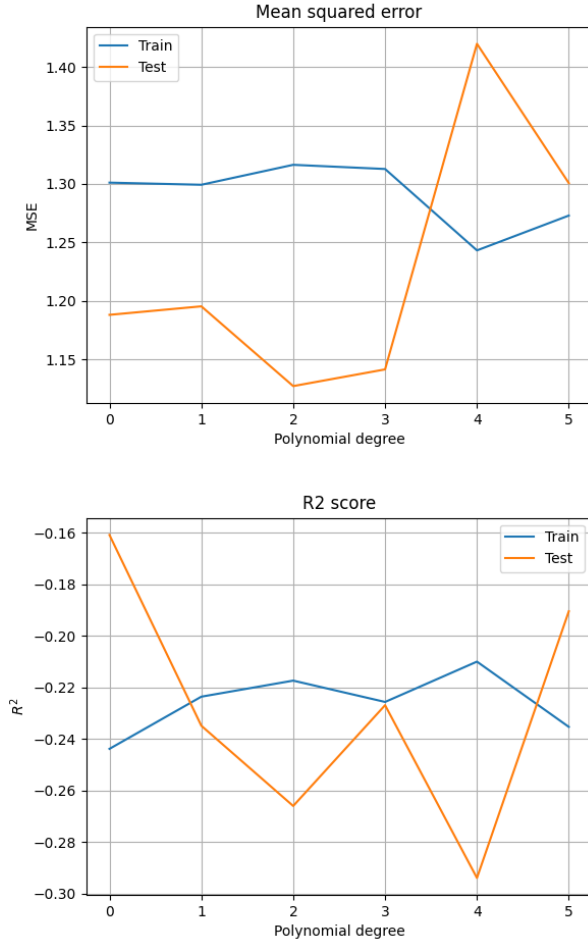 Mean squared error
Train
Test
1.40
1.35
1.30
1.25
1.20
1.15
MSE
0 1 2 3 4 5
Polynomial degree
R2 score
Train
Test
−0.16
−0.18
−0.20
−0.22
−0.24
−0.26
−0.28
−0.30
R²
0 1 2 3 4 5
Polynomial degree